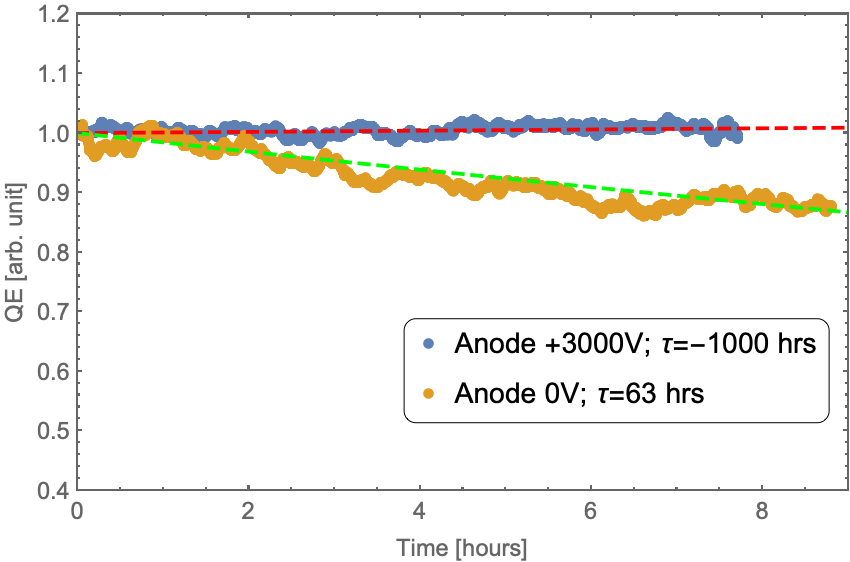 1.2
1.1
1.0
0.9
0.8
0.7
0.6
0.5
0.4
QE [arb. unit]
Anode +3000V; τ=−1000 hrs
Anode 0V; τ=63 hrs
0 2 4 6 8
Time [hours]